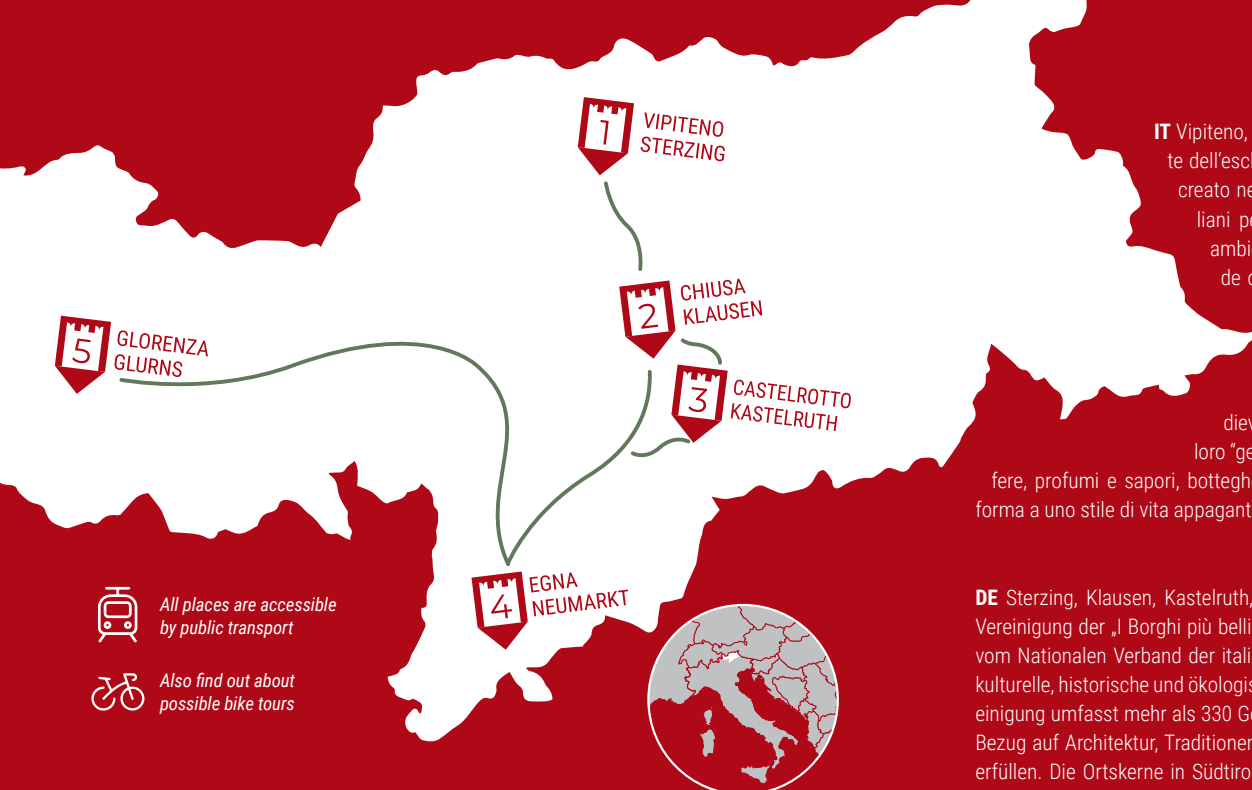 1
VIPITENO
STERZING
2
CHIUSA
KLAUSEN
3
CASTELROTTO
KASTELRUTH
5
GLORENZA
GLURNS
4
EGNA
NEUMARKT
All places are accessible
by public transport
Also find out about
possible bike tours
IT Vipiteno,
te dell’escl
creato ne
liani pe
ambi
de
diev
loro “ge
fere, profumi e sapori, bottegh
forma a uno stile di vita appagant
DE Sterzing, Klausen, Kastelruth,
Vereinigung der „I Borghi più belli
vom Nationalen Verband der itali
kulturelle, historische und ökologis
einigung umfasst mehr als 330 Ge
Bezug auf Architektur, Traditioner
erfüllen. Die Ortskerne in Südtiro